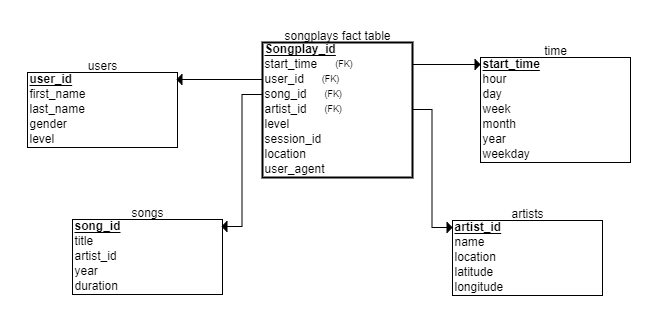 songplays fact table
Songplay_id
start_time (FK)
user_id (FK)
song_id (FK)
artist_id (FK)
level
session_id
location
user_agent
users
user_id
first_name
last_name
gender
level
time
start_time
hour
day
week
month
year
weekday
songs
song_id
title
artist_id
year
duration
artists
artist_id
name
location
latitude
longitude